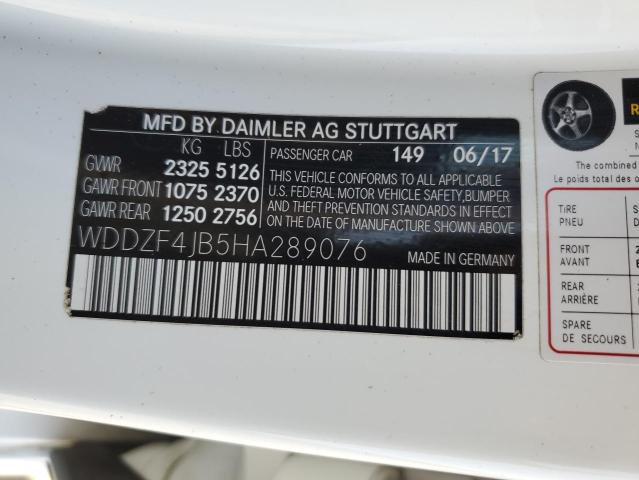 MFD BY DAIMLER AG STUTTGART
KG LBS
GVWR 2325 5126
GAWR FRONT 1075 2370
GAWR REAR 1250 2756
PASSENGER CAR 149 06/17
THIS VEHICLE CONFORMS TO ALL APPLICABLE
U.S. FEDERAL MOTOR VEHICLE SAFETY,BUMPER
AND THEFT PREVENTION STANDARDS IN EFFECT
ON THE DATE OF MANUFACTURE SHOWN ABOVE.
WDDZF4JB5HA289076
MADE IN GERMANY
The combined
Le poids total des o
TIRE
PNEU
FRONT
AVANT
REAR
ARRIÈRE
SPARE
DE SECOURS